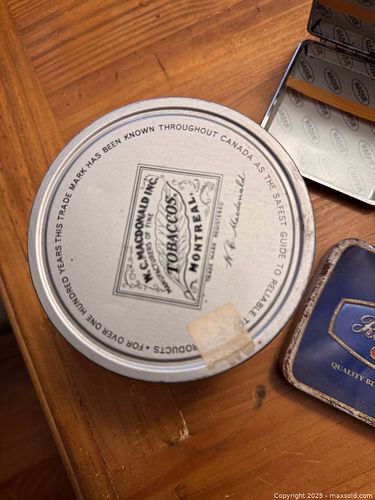 FOR OVER ONE HUNDRED YEARS THIS TRADE MARK HAS BEEN KNOWN THROUGHOUT CANADA AS THE SAFEST GUIDE TO RELIABLE
PRODUCTS •
W.C. MACDONALD INC.
MANUFACTURERS OF FINE
TOBACCOS
MONTREAL
TRADE MARK REGISTERED
W.C. Macdonald
QUALITY
Copyright 2025 - maxsold.com